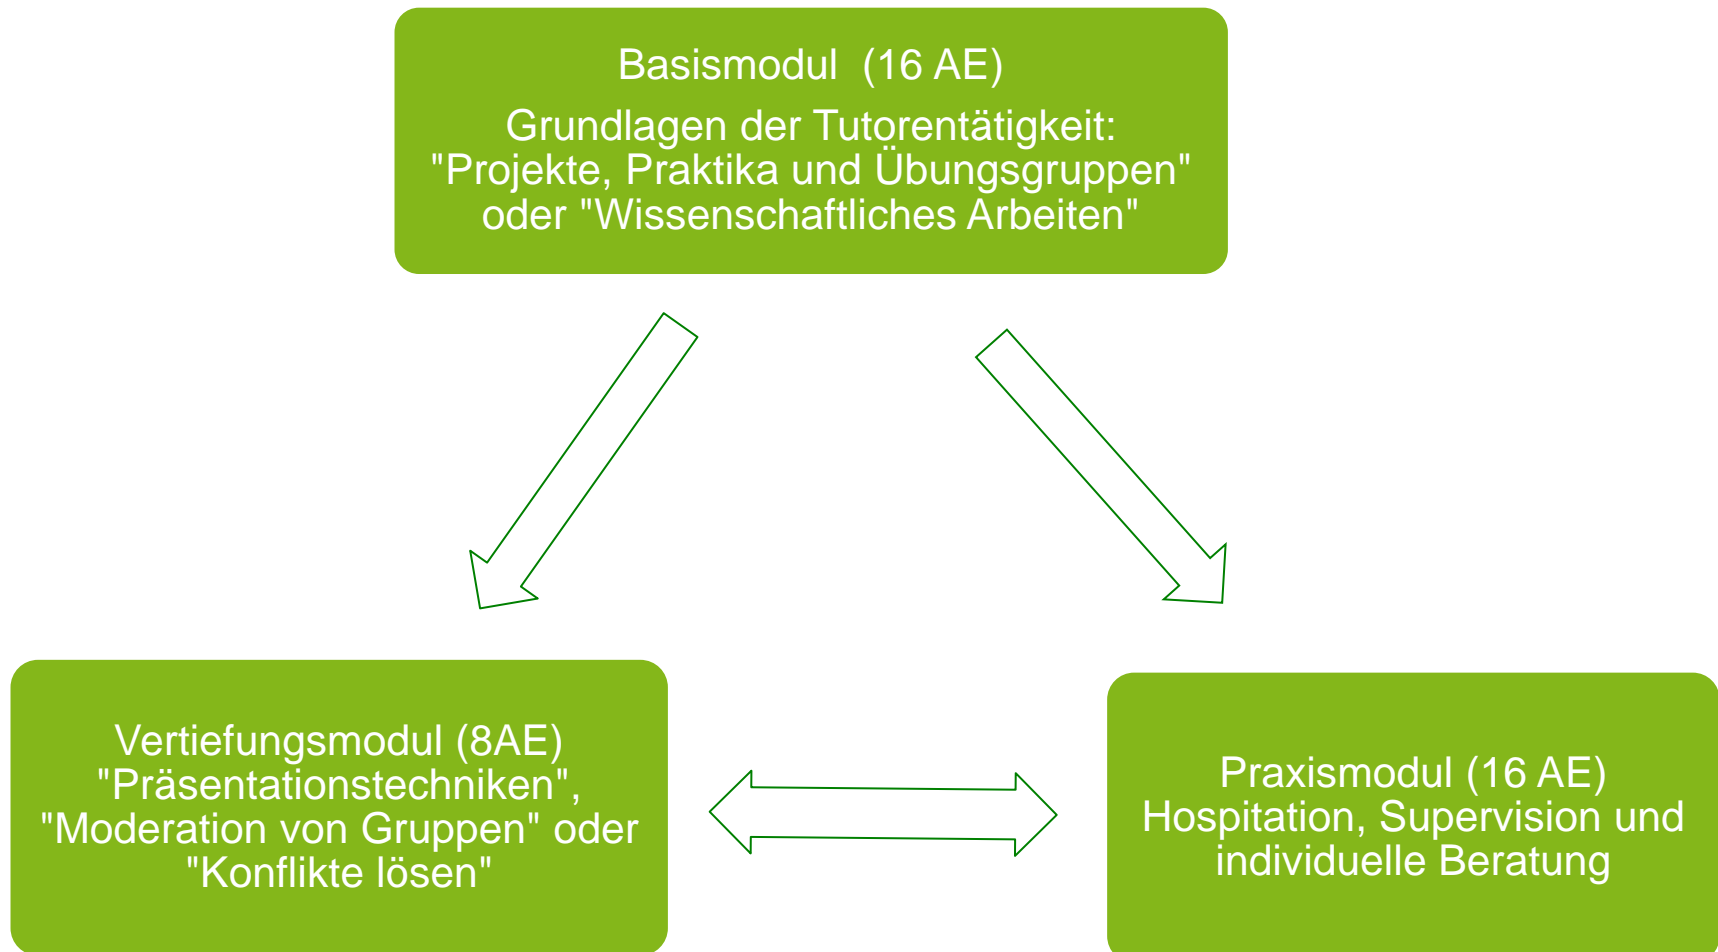 Basismodul  (16 AE)
Grundlagen der Tutorentätigkeit:
"Projekte, Praktika und Übungsgruppen"
oder "Wissenschaftliches Arbeiten"
Vertiefungsmodul (8AE)
"Präsentationstechniken",
"Moderation von Gruppen" oder
"Konflikte lösen"
Praxismodul (16 AE)
Hospitation, Supervision und
individuelle Beratung